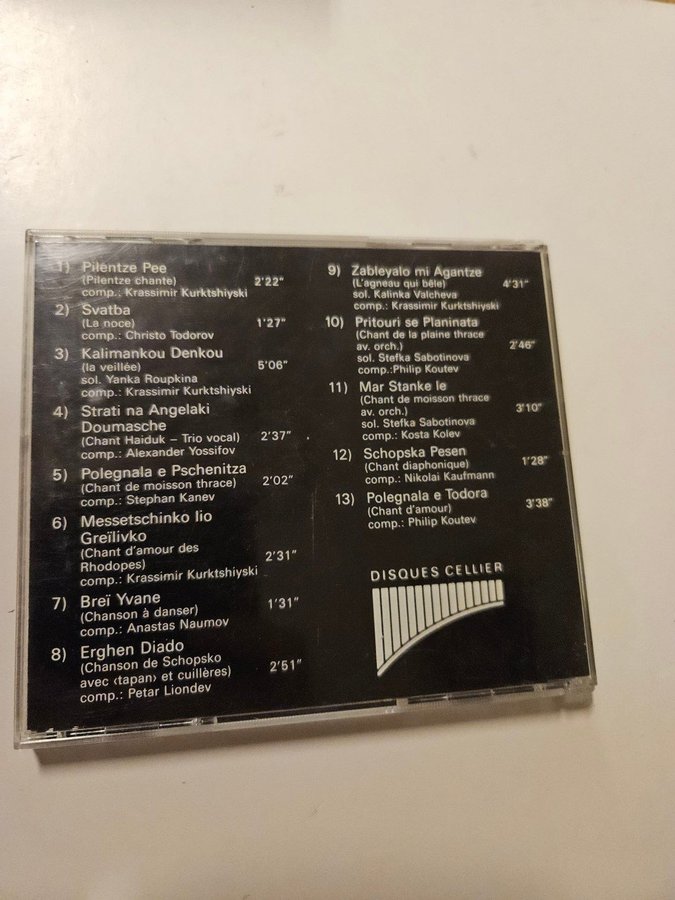 1) Pilentze Pee
(Pilentze chante) 2'22"
comp.: Krassimir Kurktshiyski
2) Svatba
(La noce) 1'27"
comp.: Christo Todorov
3) Kalimankou Denkou
(la veillée) 5'06"
sol. Yanka Roupkina
comp.: Krassimir Kurktshiyski
4) Strati na Angelaki
Doumasche
(Chant Haiduk – Trio vocal) 2'37"
comp.: Alexander Yossifov
5) Polegnala e Pschenitza
(Chant de moisson thrace) 2'02"
comp.: Stephan Kanev
6) Messetschinko lio
Greïlivko
(Chant d'amour des
Rhodopes) 2'31"
comp.: Krassimir Kurktshiyski
7) Breï Yvane
(Chanson à danser) 1'31"
comp.: Anastas Naumov
8) Erghen Diado
(Chanson de Schopsko
avec ‹tapan› et cuillères) 2'51"
comp.: Petar Liondev
9) Zableyalo mi Agantze
(L'agneau qui bêle) 4'31"
sol. Kalinka Valcheva
comp.: Krassimir Kurktshiyski
10) Pritouri se Planinata
(Chant de la plaine thrace
av. orch.) 2'46"
sol. Stefka Sabotinova
comp.:Philip Koutev
11) Mar Stanke le
(Chant de moisson thrace
av. orch.) 3'10"
sol. Stefka Sabotinova
comp.: Kosta Kolev
12) Schopska Pesen
(Chant diaphonique) 1'28"
comp.: Nikolai Kaufmann
13) Polegnala e Todora
(Chant d'amour) 3'38"
comp.: Philip Koutev
DISQUES CELLIER